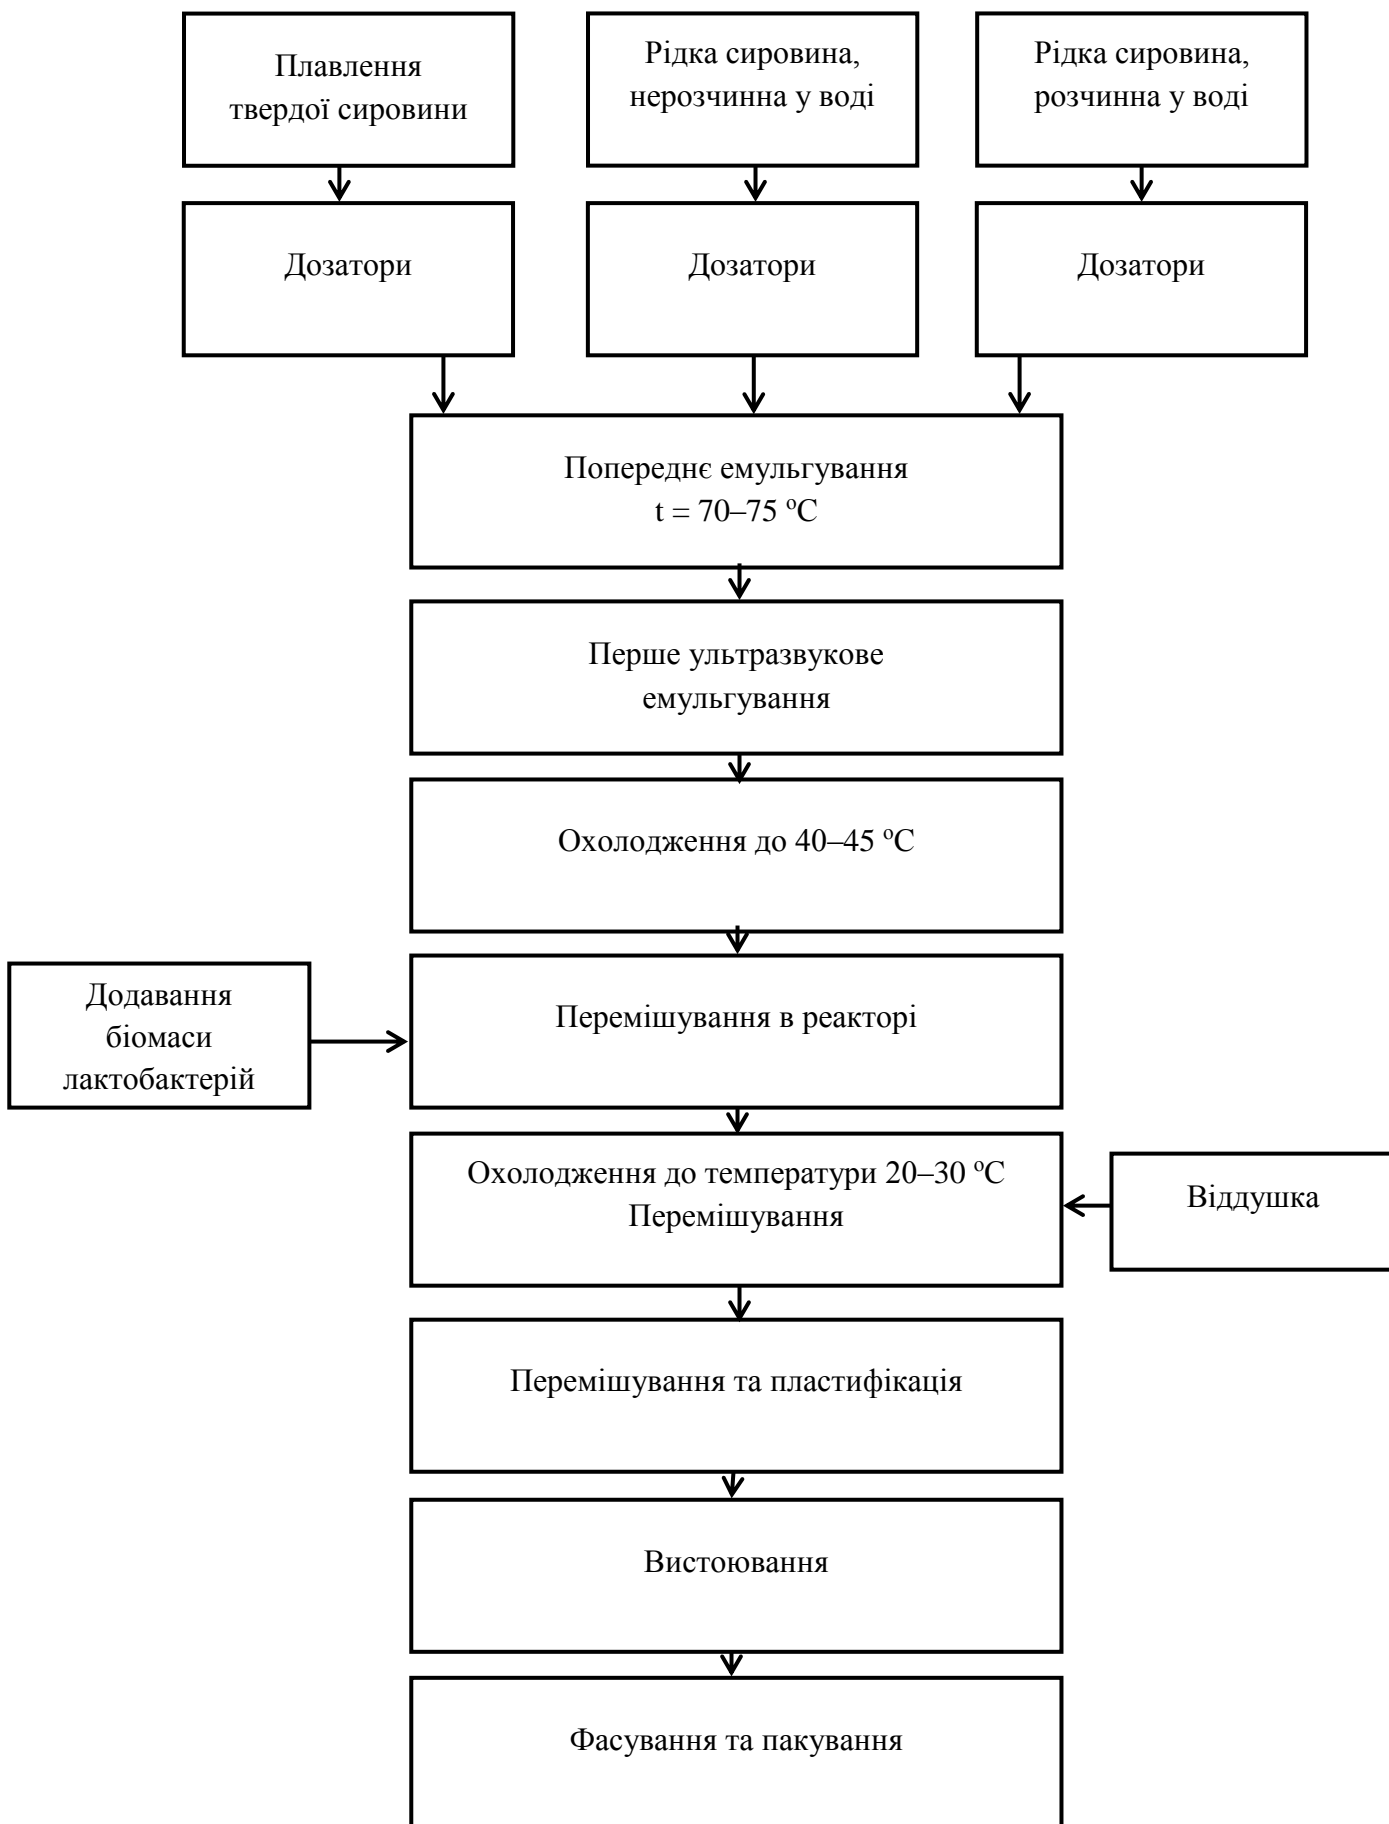 Плавлення
твердої сировини
Рідка сировина,
нерозчинна у воді
Рідка сировина,
розчинна у воді
Дозатори
Дозатори
Дозатори
Попереднє емульгування
t = 70–75 ºС
Перше ультразвукове
емульгування
Охолодження до 40–45 ºС
Додавання
біомаси
лактобактерій
Перемішування в реакторі
Охолодження до температури 20–30 ºС
Перемішування
Віддушка
Перемішування та пластифікація
Вистоювання
Фасування та пакування